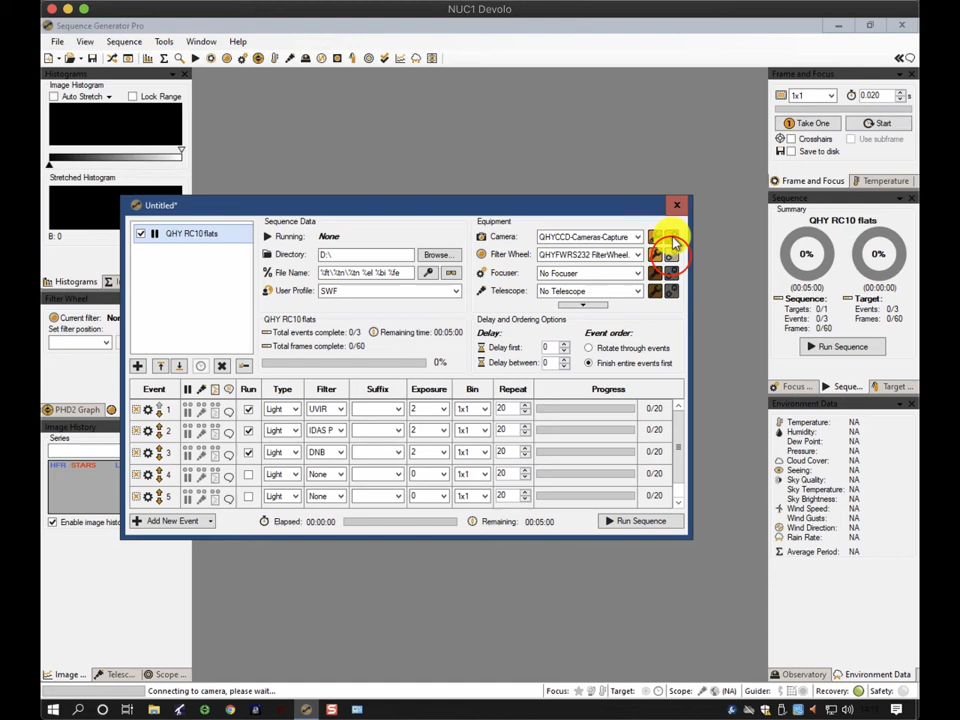 NUC1 Devolo
Sequence Generator Pro
File View Sequence Tools Window Help
Histograms
Image Histogram
Auto Stretch Lock Range
Stretched Histogram
B: 0
Histograms
Filter Wheel
Current filter:
Set filter position:
PHD2 Graph
Image History
Series
HFR STARS
Enable image histo
Image ... Telesc... Scope ...
Untitled*
QHY RC10 flats
Sequence Data
Running: None
Directory: D:\ Browse...
File Name: %ft\%tn\%tn %el %bi %fe
User Profile: SWF
Equipment
Camera: QHYCCD-Cameras-Capture
Filter Wheel: QHYFWRS232 FilterWheel.
Focuser: No Focuser
Telescope: No Telescope
QHY RC10 flats
Total events complete: 0/3 Remaining time: 00:05:00
Total frames complete: 0/60
0%
Delay and Ordering Options
Delay: Event order:
Delay first: 0 Rotate through events
Delay between: 0 Finish entire events first
Event Run Type Filter Suffix Exposure Bin Repeat Progress
1 Light UVIR 2 1x1 20 0/20
2 Light IDAS P 2 1x1 20 0/20
3 Light DNB 2 1x1 20 0/20
4 Light None 0 1x1 20 0/20
5 Light None 0 1x1 20 0/20
Add New Event Elapsed: 00:00:00 Remaining: 00:05:00 Run Sequence
Frame and Focus
1x1 0.020 s
1 Take One Start
Crosshairs Use subframe
Save to disk
Frame and Focus Temperature
Sequence
Summary
QHY RC10 flats
0% 0%
(00:05:00) (00:00:00)
Sequence: Target:
Targets: 0/1 Events: 0/3
Events: 0/3 Frames: 0/60
Frames: 0/60
Run Sequence
Focus ... Seque... Target ...
Environment Data
Temperature: NA
Humidity: NA
Dew Point: NA
Pressure: NA
Cloud Cover: NA
Seeing: NA
Sky Quality: NA
Sky Temperature: NA
Sky Brightness: NA
Wind Speed: NA
Wind Gusts: NA
Wind Direction: NA
Rain Rate: NA
Average Period: NA
Observatory Environment Data
Connecting to camera, please wait... Focus: Target: Scope: (NA) Guider: Recovery: Safety: